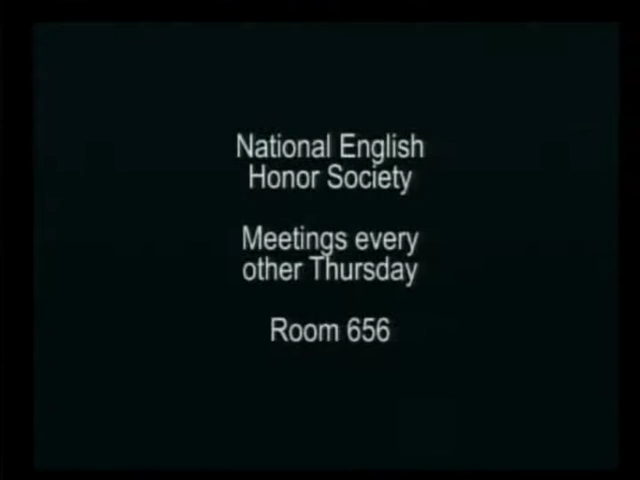 National English
Honor Society
Meetings every
other Thursday
Room 656